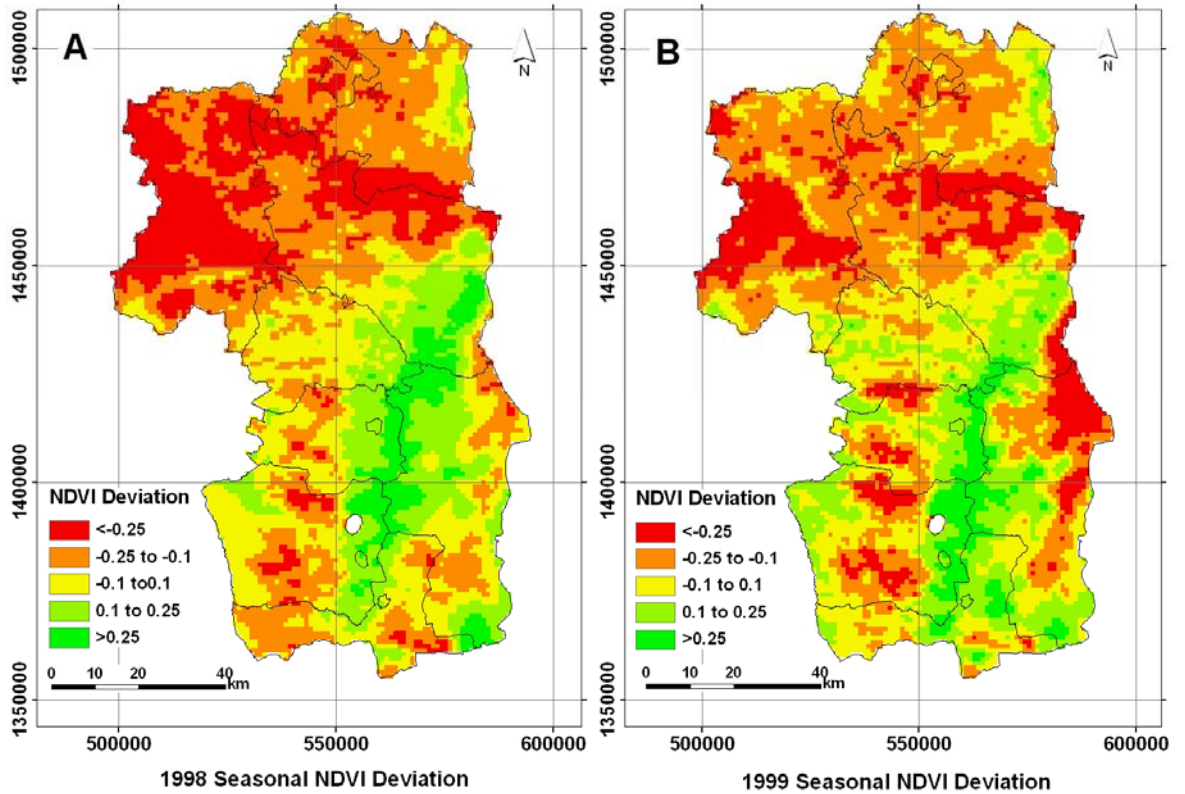 A
N
1500000
1450000
1400000
1350000
NDVI Deviation
<-0.25
-0.25 to -0.1
-0.1 to0.1
0.1 to 0.25
>0.25
0 10 20 40
km
500000 550000 600000
1998 Seasonal NDVI Deviation
B
N
1500000
1450000
1400000
1350000
NDVI Deviation
<-0.25
-0.25 to -0.1
-0.1 to 0.1
0.1 to 0.25
>0.25
0 10 20 40
km
500000 550000 600000
1999 Seasonal NDVI Deviation